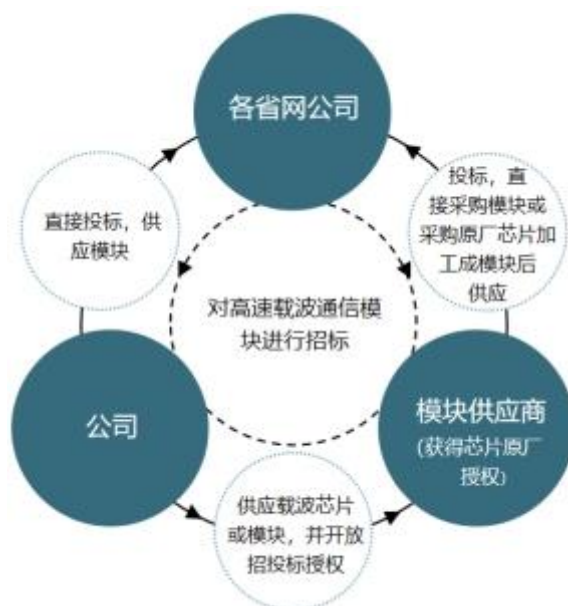 各省网公司
直接投标，供
应模块
投标，直
接采购模块或
采购原厂芯片加
工成模块后
供应
对高速载波通信模
块进行招标
公司
模块供应商
(获得芯片原厂
授权)
供应载波芯片
或模块，并开放
招投标授权